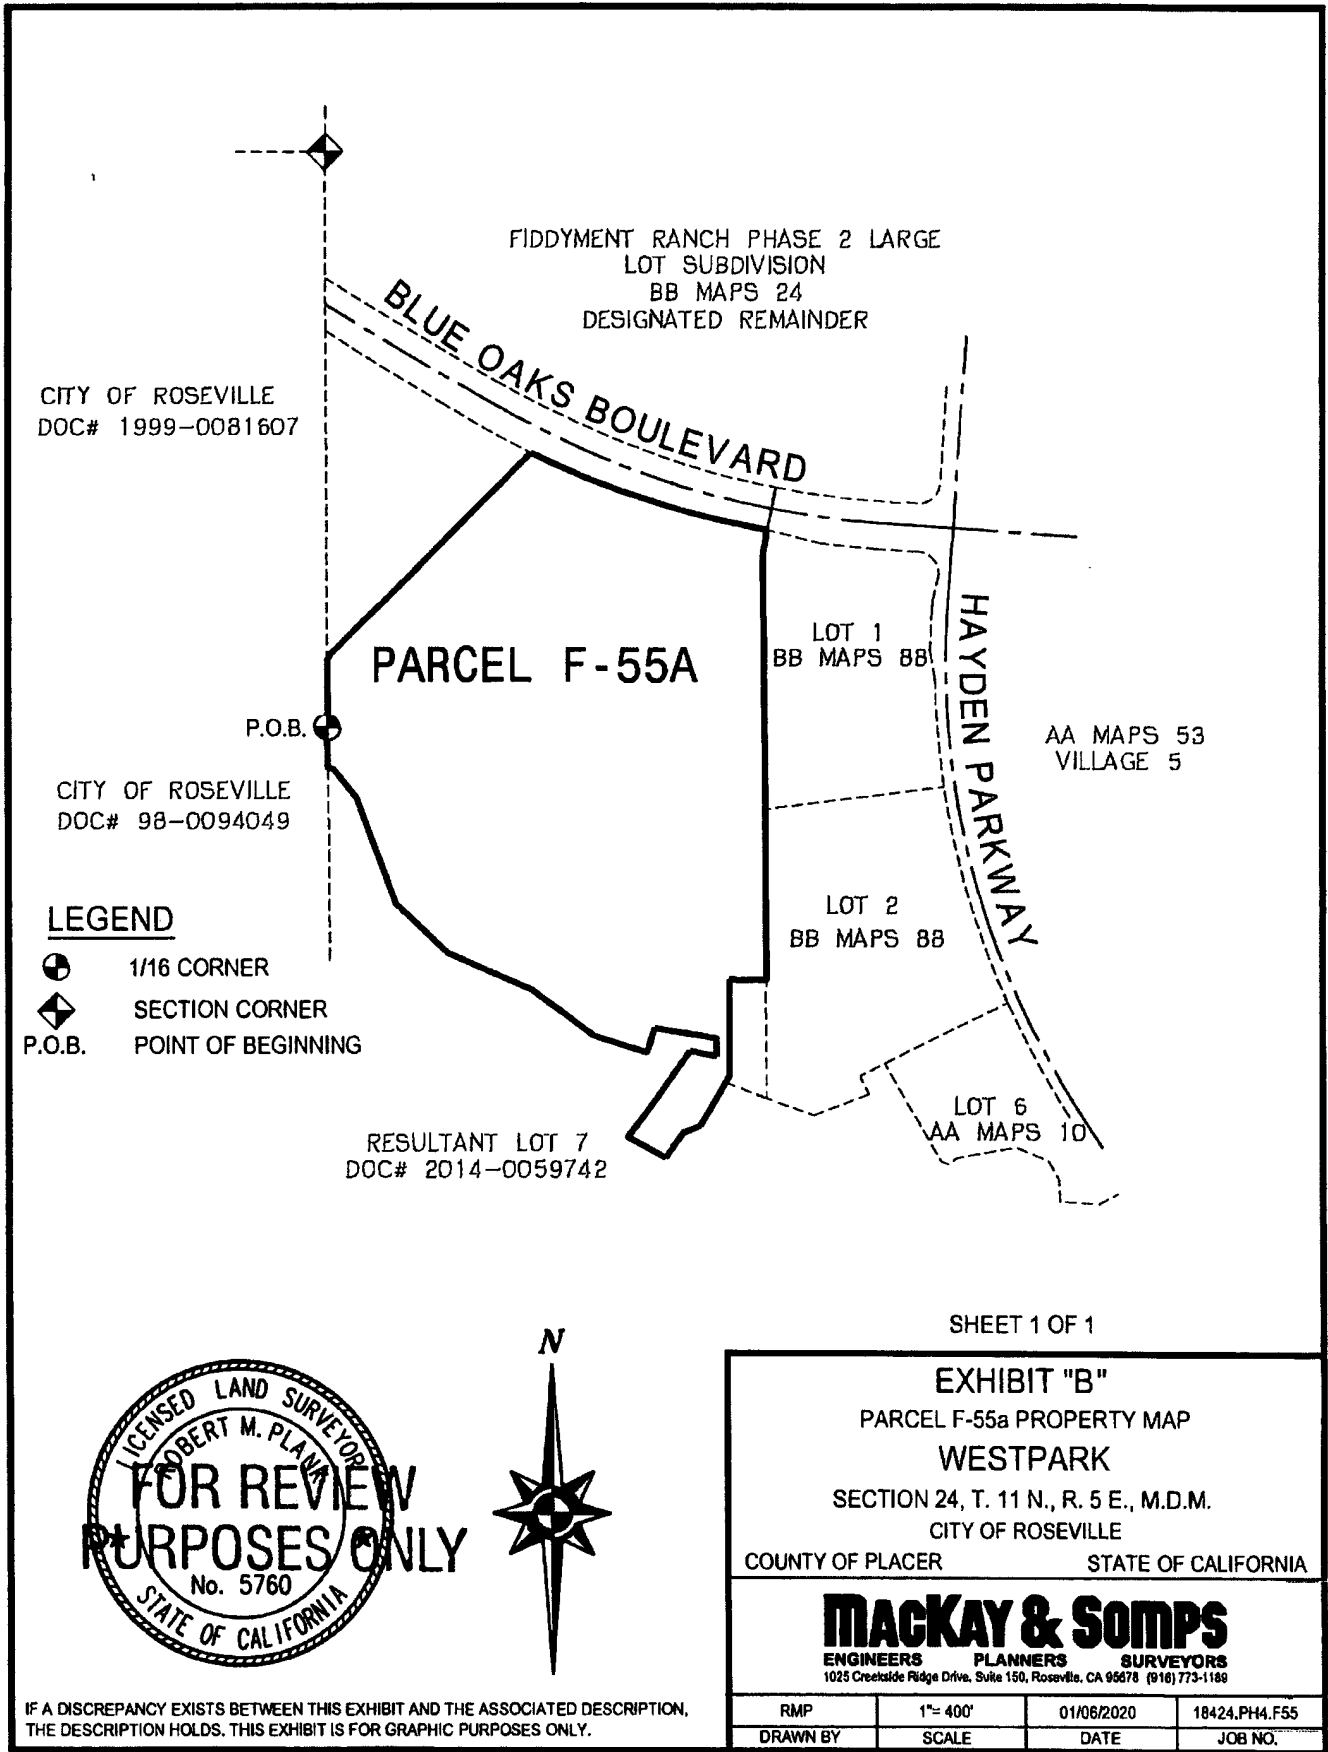 FIDDYMENT RANCH PHASE 2 LARGE
LOT SUBDIVISION
BB MAPS 24
DESIGNATED REMAINDER
BLUE OAKS BOULEVARD
CITY OF ROSEVILLE
DOC# 1999-0081607
PARCEL F-55A
LOT 1
BB MAPS 88
HAYDEN PARKWAY
P.O.B.
AA MAPS 53
VILLAGE 5
CITY OF ROSEVILLE
DOC# 98-0094049
LOT 2
BB MAPS 88
LEGEND
1/16 CORNER
SECTION CORNER
P.O.B. POINT OF BEGINNING
LOT 6
AA MAPS 10
RESULTANT LOT 7
DOC# 2014-0059742
SHEET 1 OF 1
N
LICENSED LAND SURVEYOR
ROBERT M. PLANK
FOR REVIEW
PURPOSES ONLY
No. 5760
STATE OF CALIFORNIA
EXHIBIT "B"
PARCEL F-55a PROPERTY MAP
WESTPARK
SECTION 24, T. 11 N., R. 5 E., M.D.M.
CITY OF ROSEVILLE
COUNTY OF PLACER STATE OF CALIFORNIA
MACKAY & SOMPS
ENGINEERS PLANNERS SURVEYORS
1025 Creekside Ridge Drive, Suite 150, Roseville, CA 95678 (916) 773-1189
RMP 1"= 400' 01/06/2020 18424.PH4.F55
DRAWN BY SCALE DATE JOB NO.
IF A DISCREPANCY EXISTS BETWEEN THIS EXHIBIT AND THE ASSOCIATED DESCRIPTION,
THE DESCRIPTION HOLDS. THIS EXHIBIT IS FOR GRAPHIC PURPOSES ONLY.